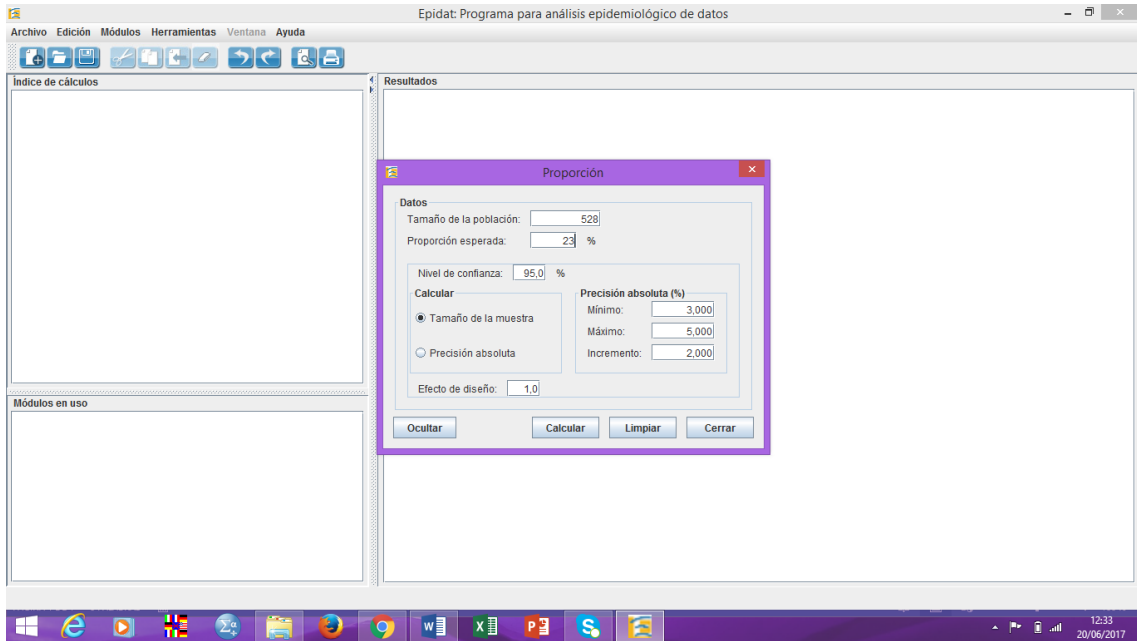 Epidat: Programa para análisis epidemiológico de datos
Archivo Edición Módulos Herramientas Ventana Ayuda
Índice de cálculos
Resultados
Proporción
Datos
Tamaño de la población: 528
Proporción esperada: 23 %
Nivel de confianza: 95,0 %
Calcular
Tamaño de la muestra
Precisión absoluta
Precisión absoluta (%)
Mínimo: 3,000
Máximo: 5,000
Incremento: 2,000
Efecto de diseño: 1,0
Ocultar Calcular Limpiar Cerrar
Módulos en uso
12:33
20/06/2017